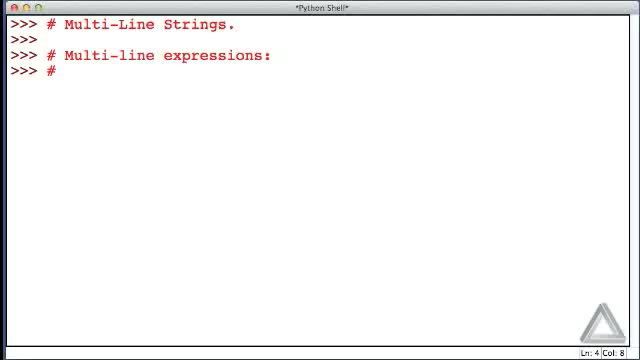 *Python Shell*
>>> # Multi-Line Strings.
>>>
>>> # Multi-line expressions:
>>> #
Ln: 4 Col: 8